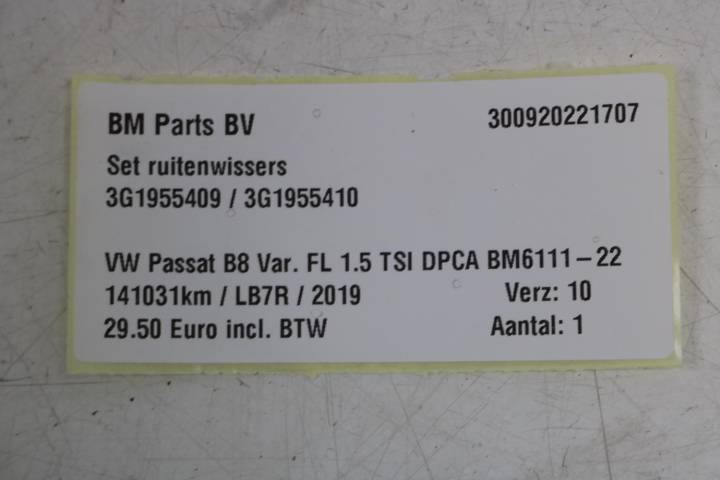 BM Parts BV 300920221707
Set ruitenwissers
3G1955409 / 3G1955410
VW Passat B8 Var. FL 1.5 TSI DPCA BM6111-22
141031km / LB7R / 2019 Verz: 10
29.50 Euro incl. BTW Aantal: 1